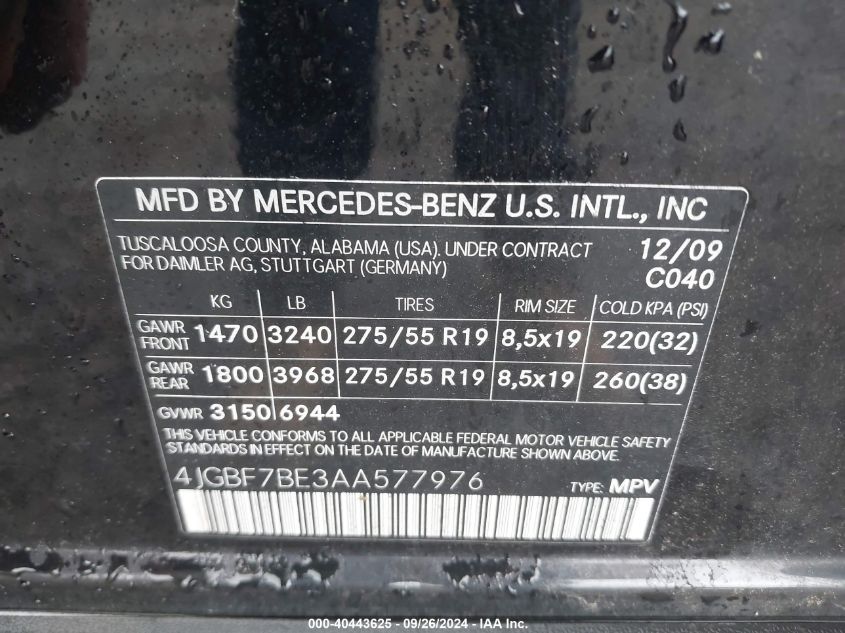 MFD BY MERCEDES-BENZ U.S. INTL., INC
TUSCALOOSA COUNTY, ALABAMA (USA). UNDER CONTRACT 12/09
FOR DAIMLER AG, STUTTGART (GERMANY) C040
KG LB TIRES RIM SIZE COLD KPA (PSI)
GAWR FRONT 1470 3240 275/55 R19 8,5x19 220(32)
GAWR REAR 1800 3968 275/55 R19 8,5x19 260(38)
GVWR 3150 6944
THIS VEHICLE CONFORMS TO ALL APPLICABLE FEDERAL MOTOR VEHICLE SAFETY
STANDARDS IN EFFECT ON THE DATE OF MANUFACTURE SHOWN ABOVE.
4JGBF7BE3AA577976 TYPE: MPV
000-40443625 - 09/26/2024 - IAA Inc.